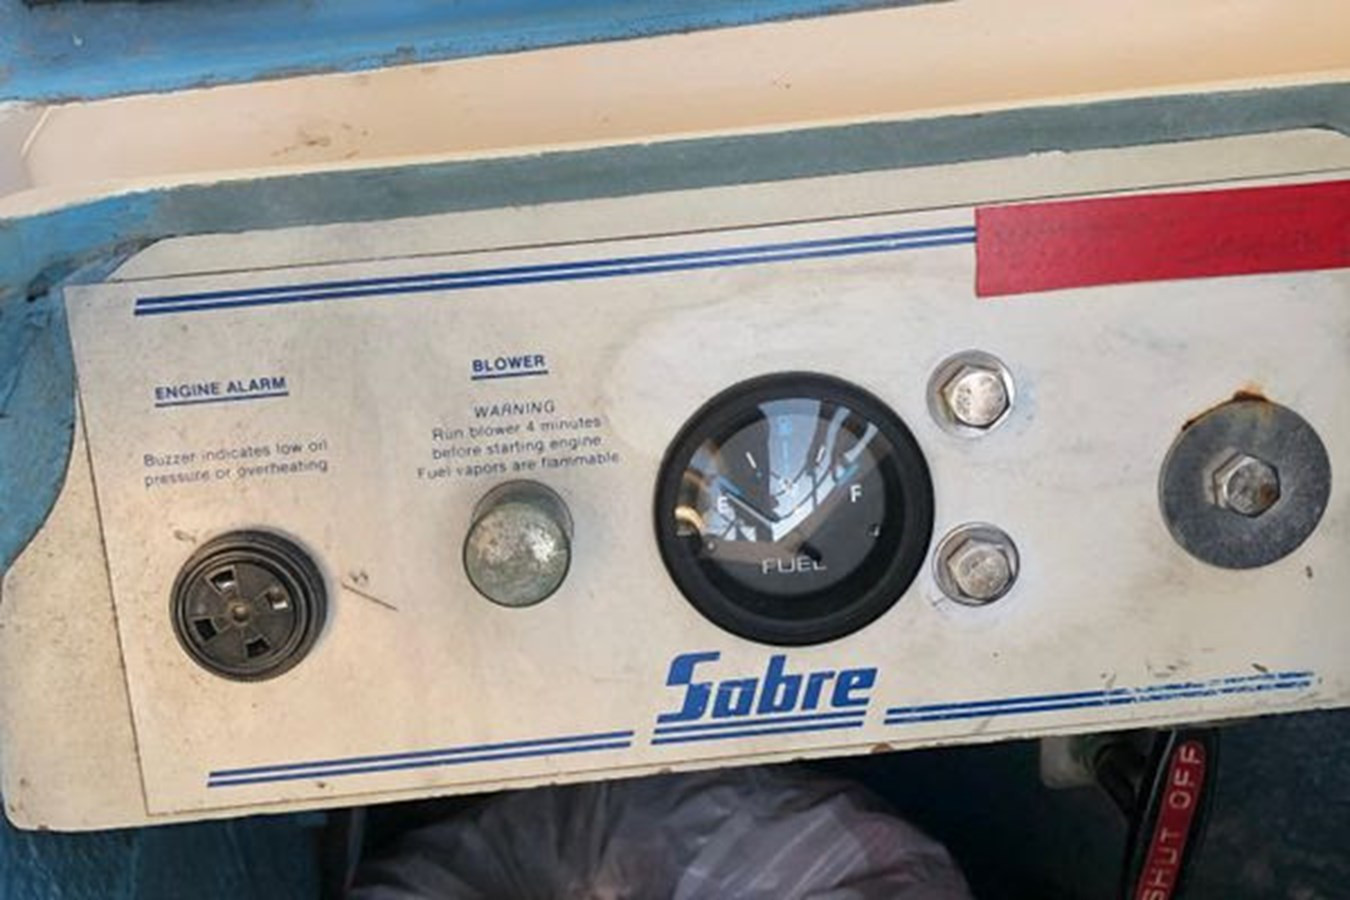 ENGINE ALARM
Buzzer indicates low oil
pressure or overheating
BLOWER
WARNING
Run blower 4 minutes
before starting engine
Fuel vapors are flammable
E
F
FUEL
Sabre
SHUT OFF